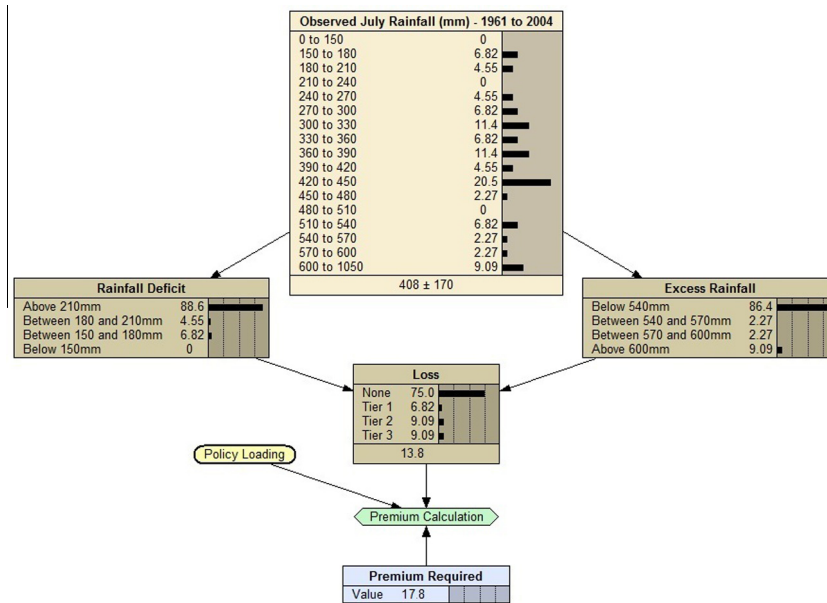 Observed July Rainfall (mm) - 1961 to 2004
0 to 150 0
150 to 180 6.82
180 to 210 4.55
210 to 240 0
240 to 270 4.55
270 to 300 6.82
300 to 330 11.4
330 to 360 6.82
360 to 390 11.4
390 to 420 4.55
420 to 450 20.5
450 to 480 2.27
480 to 510 0
510 to 540 6.82
540 to 570 2.27
570 to 600 2.27
600 to 1050 9.09
408 ± 170
Rainfall Deficit
Above 210mm 88.6
Between 180 and 210mm 4.55
Between 150 and 180mm 6.82
Below 150mm 0
Excess Rainfall
Below 540mm 86.4
Between 540 and 570mm 2.27
Between 570 and 600mm 2.27
Above 600mm 9.09
Loss
None 75.0
Tier 1 6.82
Tier 2 9.09
Tier 3 9.09
13.8
Policy Loading
Premium Calculation
Premium Required
Value 17.8